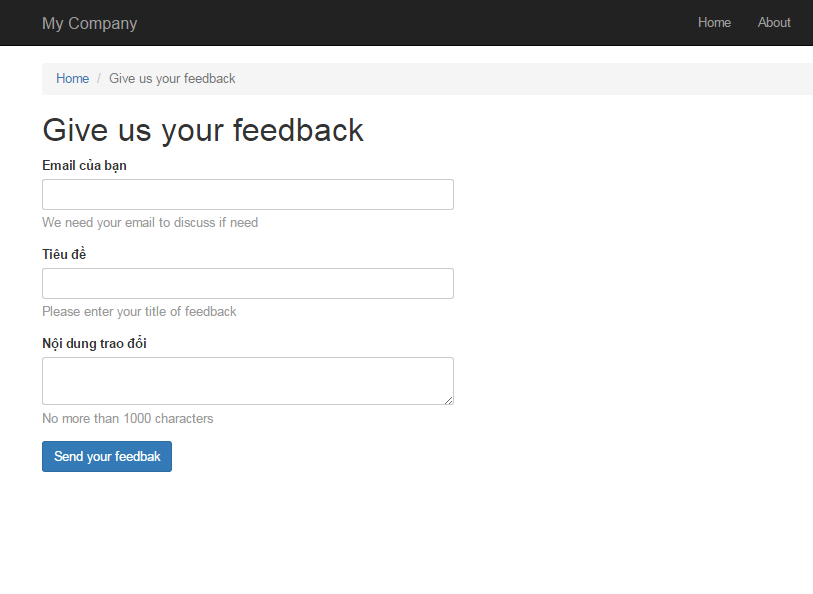 My Company Home About
Home / Give us your feedback
Give us your feedback
Email của bạn
We need your email to discuss if need
Tiêu đề
Please enter your title of feedback
Nội dung trao đổi
No more than 1000 characters
Send your feedbak